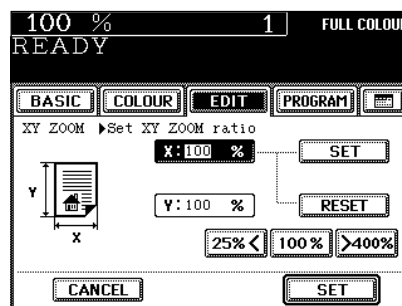 100 % 1 FULL COLOUR
READY
BASIC COLOUR EDIT PROGRAM
XY ZOOM ▶Set XY ZOOM ratio
X:100 % SET
Y
Y:100 % RESET
X
25%< 100% >400%
CANCEL SET